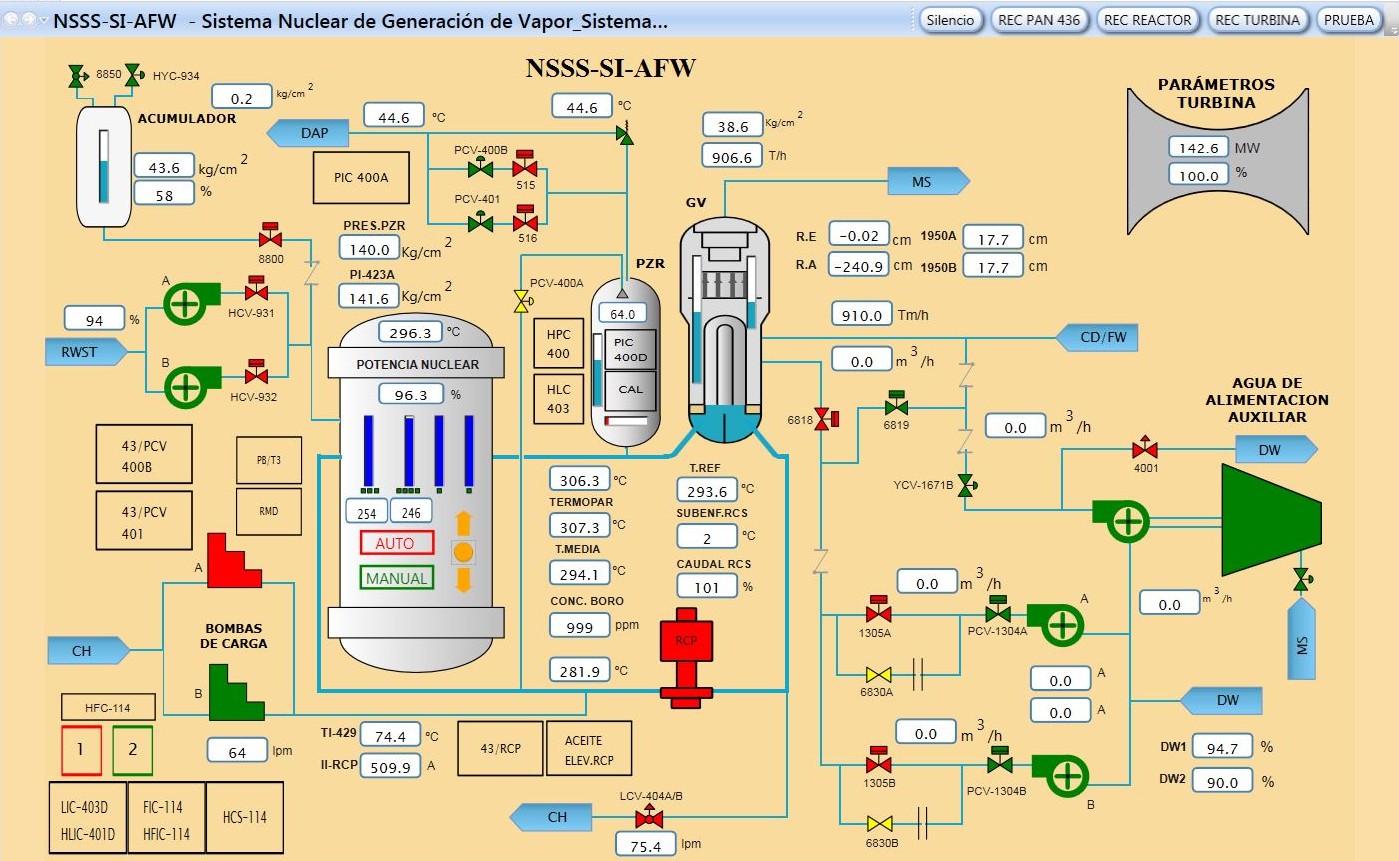 NSSS-SI-AFW - Sistema Nuclear de Generación de Vapor_Sistema...
Silencio
REC PAN 436
REC REACTOR
REC TURBINA
PRUEBA
NSSS-SI-AFW
8850
HYC-934
0.2 kg/cm 2
ACUMULADOR
43.6 kg/cm 2
58 %
DAP
44.6 ºC
44.6 ºC
PIC 400A
PCV-400B
515
PCV-401
516
38.6 Kg/cm 2
906.6 T/h
MS
PARÁMETROS
TURBINA
142.6 MW
100.0 %
GV
R.E -0.02 cm
1950A 17.7 cm
R.A -240.9 cm
1950B 17.7 cm
8800
PRES.PZR
140.0 Kg/cm 2
PI-423A
141.6 Kg/cm 2
PZR
PCV-400A
64.0
PIC
400D
CAL
HPC
400
HLC
403
A
HCV-931
94 %
RWST
B
HCV-932
296.3 ºC
POTENCIA NUCLEAR
96.3 %
254
246
AUTO
MANUAL
910.0 Tm/h
CD/FW
0.0 m 3 /h
6818
6819
0.0 m 3 /h
AGUA DE
ALIMENTACION
AUXILIAR
DW
4001
YCV-1671B
43/PCV
400B
43/PCV
401
PB/T3
RMD
306.3 ºC
TERMOPAR
307.3 ºC
T.MEDIA
294.1 ºC
CONC. BORO
999 ppm
281.9 ºC
T.REF
293.6 ºC
SUBENF.RCS
2 ºC
CAUDAL RCS
101 %
RCP
A
BOMBAS
DE CARGA
B
CH
HFC-114
1
2
64 lpm
LIC-403D
HLIC-401D
FIC-114
HFIC-114
HCS-114
TI-429 74.4 ºC
II-RCP 509.9 A
43/RCP
ACEITE
ELEV.RCP
CH
LCV-404A/B
75.4 lpm
0.0 m 3 /h
1305A
PCV-1304A
A
6830A
0.0 m 3 /h
MS
0.0 A
0.0 A
DW
0.0 m 3 /h
1305B
PCV-1304B
B
6830B
DW1 94.7 %
DW2 90.0 %